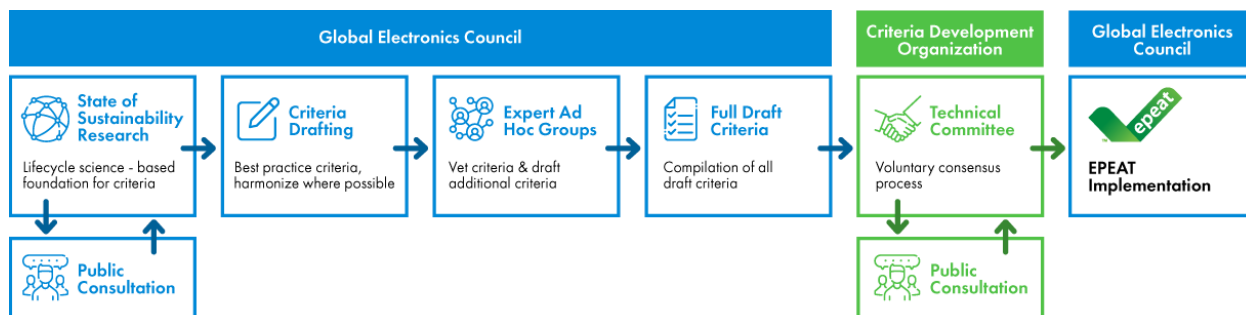 Global Electronics Council
Criteria Development
Organization
Global Electronics
Council
State of
Sustainability
Research
Lifecycle science - based
foundation for criteria
Criteria
Drafting
Best practice criteria,
harmonize where possible
Expert Ad
Hoc Groups
Vet criteria & draft
additional criteria
Full Draft
Criteria
Compilation of all
draft criteria
Technical
Committee
Voluntary consensus
process
epeat
EPEAT
Implementation
Public
Consultation
Public
Consultation